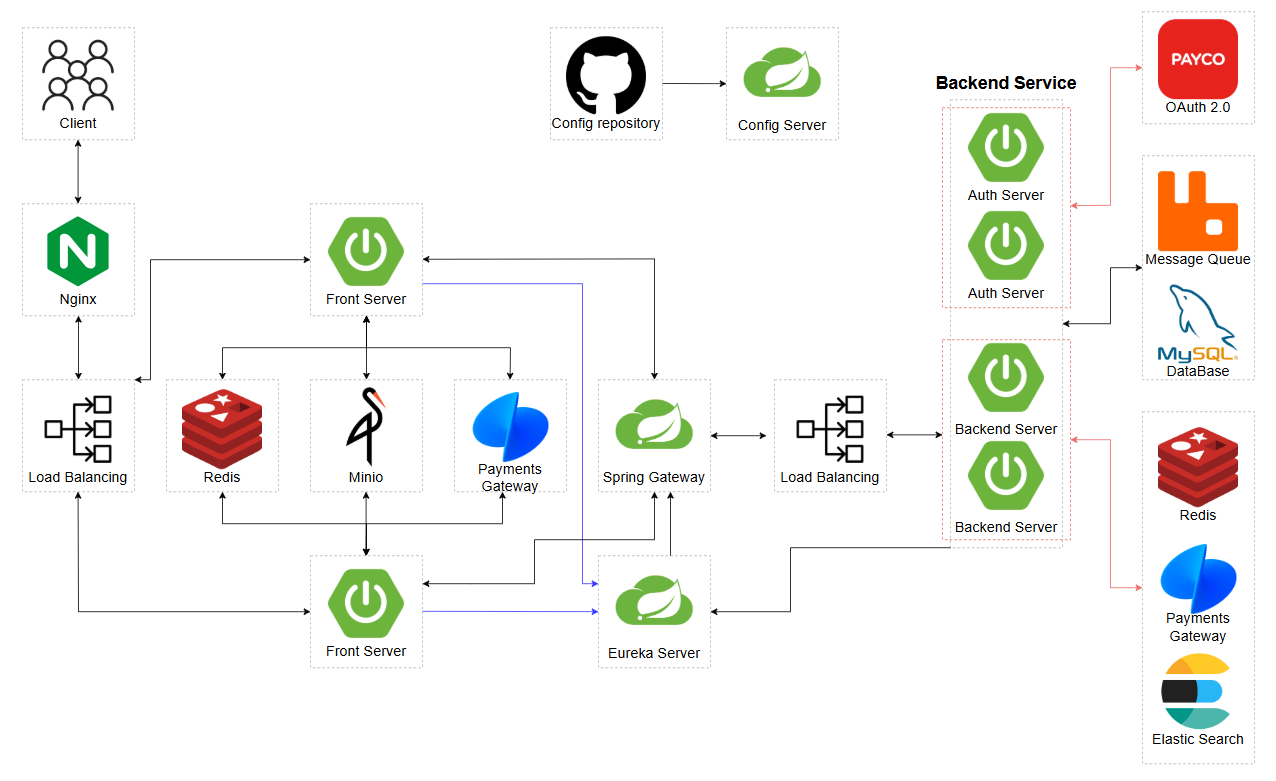 Client
Config repository
Config Server
Backend Service
PAYCO
OAuth 2.0
Auth Server
Auth Server
N
Nginx
Front Server
Message Queue
MySQL
DataBase
Load Balancing
Redis
Minio
Payments
Gateway
Spring Gateway
Load Balancing
Backend Server
Backend Server
Redis
Front Server
Eureka Server
Payments
Gateway
Elastic Search